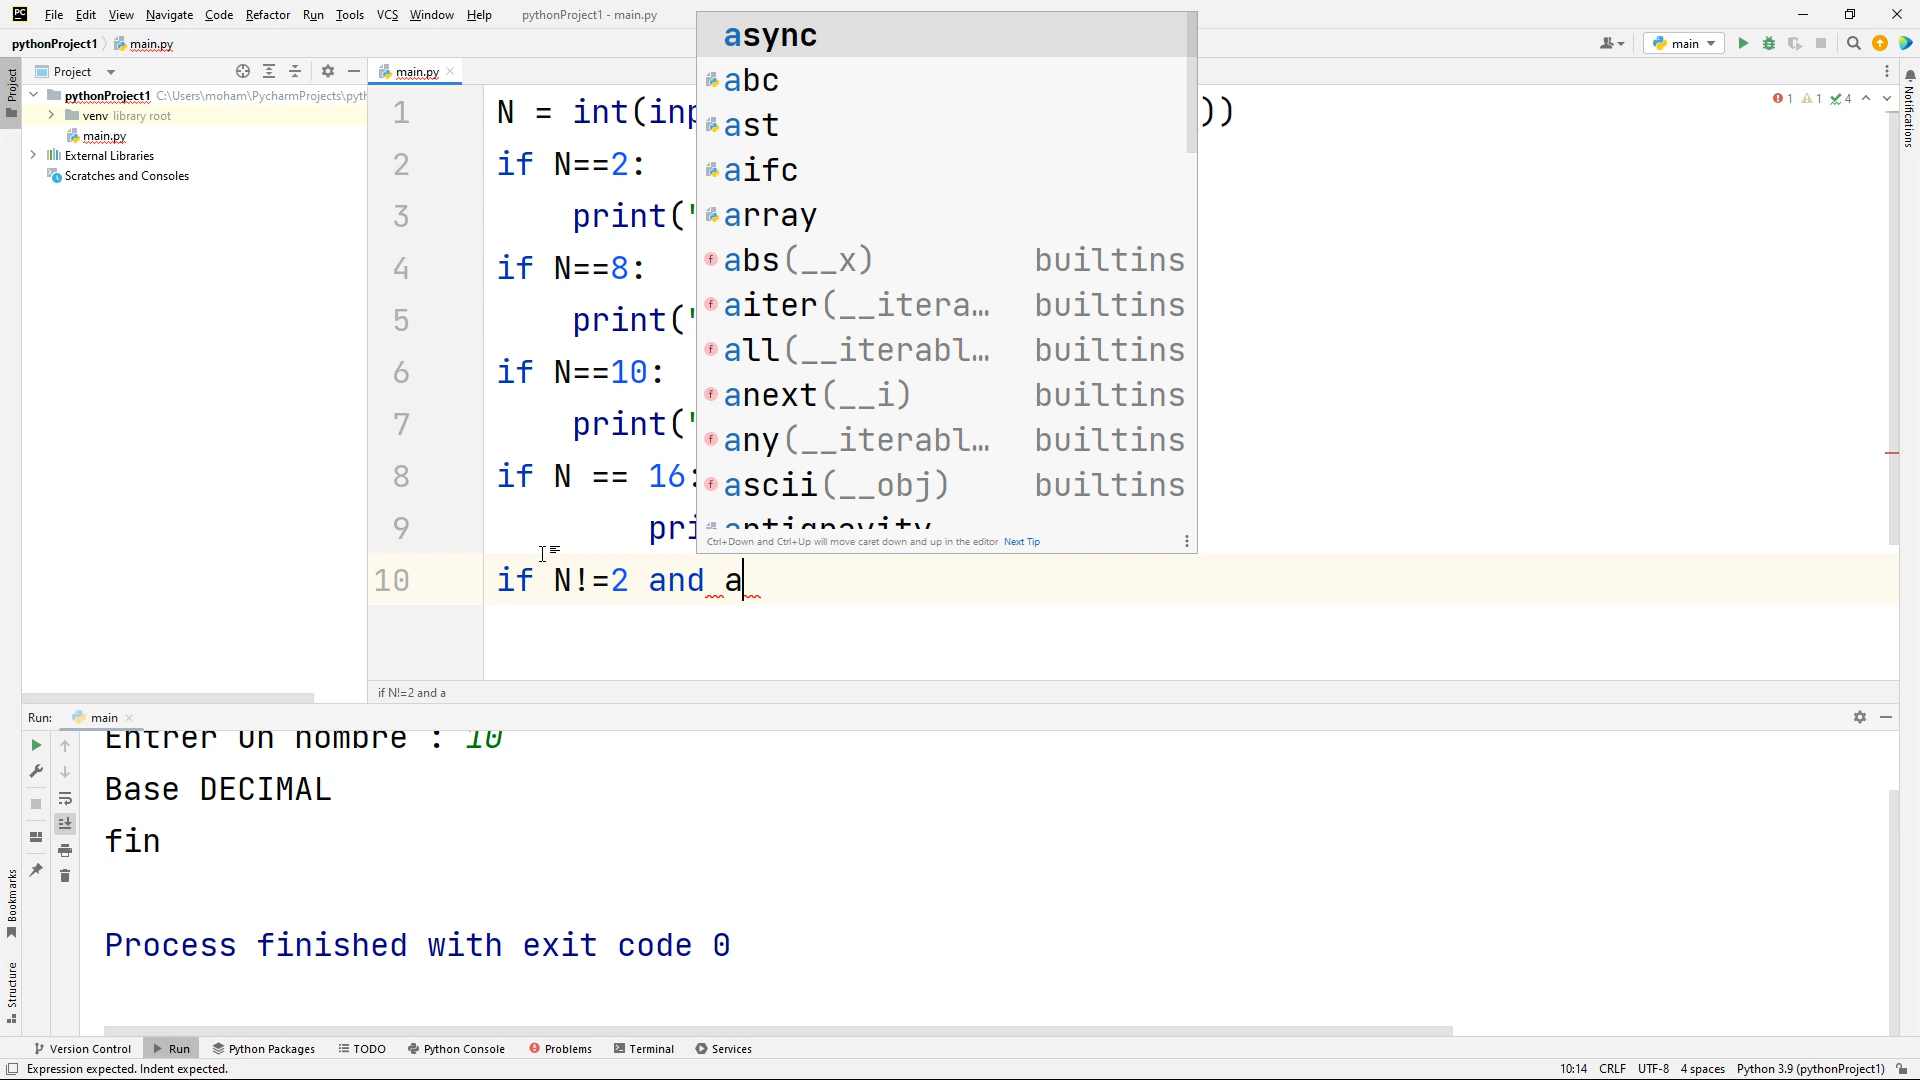 PC File Edit View Navigate Code Refactor Run Tools VCS Window Help pythonProject1 - main.py
pythonProject1 main.py main
Project main.py
pythonProject1 C:\Users\moham\PycharmProjects\pyth
venv library root
main.py
External Libraries
Scratches and Consoles
Project
Bookmarks
Structure
Notifications
1 1 4
1 N = int(inp ))
2 if N==2:
3 print('
4 if N==8:
5 print('
6 if N==10:
7 print('
8 if N == 16:
9 pri
10 if N!=2 and a
async
abc
ast
aifc
array
abs(__x) builtins
aiter(__itera… builtins
all(__iterabl… builtins
anext(__i) builtins
any(__iterabl… builtins
ascii(__obj) builtins
antigravity
Ctrl+Down and Ctrl+Up will move caret down and up in the editor Next Tip
if N!=2 and a
Run: main
Entrer un nombre : 10
Base DECIMAL
fin
Process finished with exit code 0
Version Control Run Python Packages TODO Python Console Problems Terminal Services
Expression expected. Indent expected. 10:14 CRLF UTF-8 4 spaces Python 3.9 (pythonProject1)